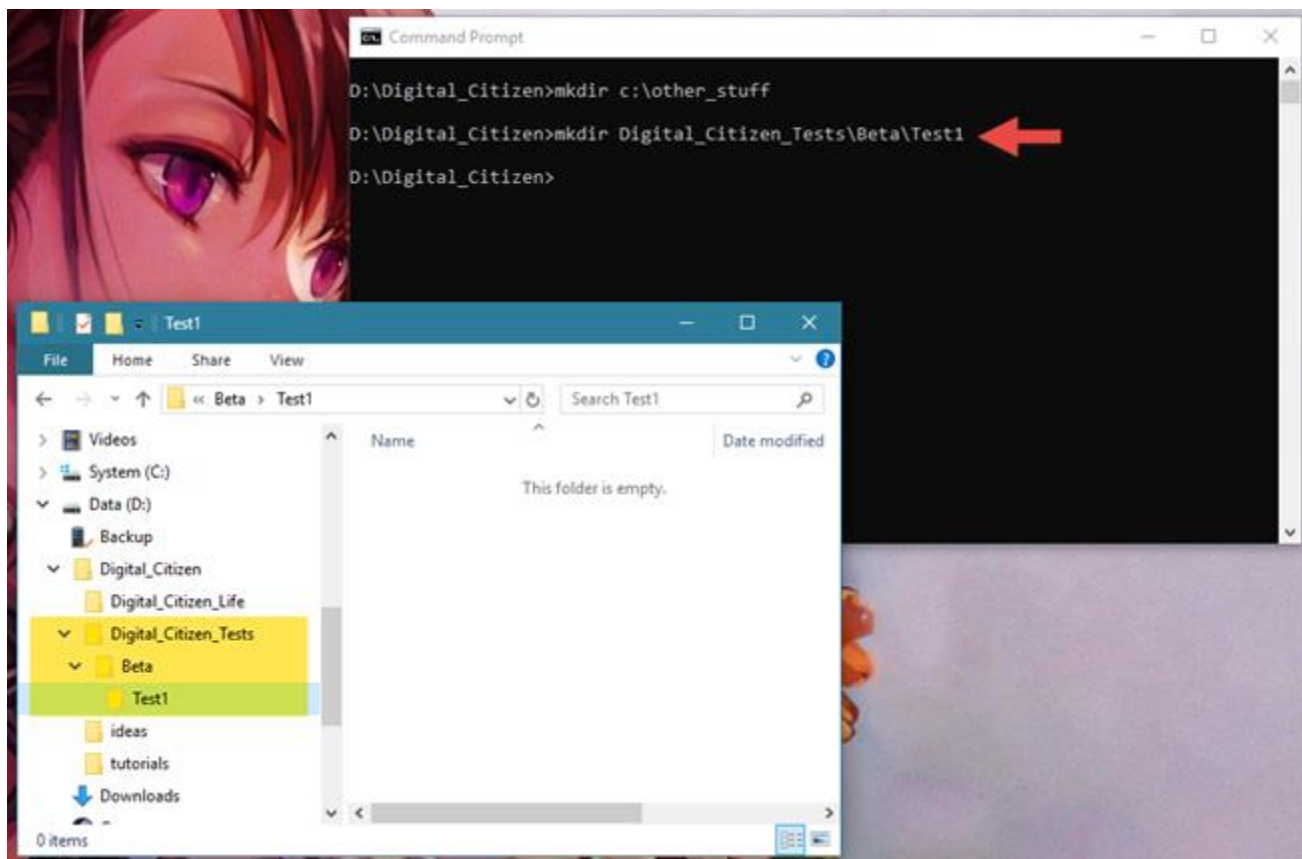 Command Prompt
D:\Digital_Citizen>mkdir c:\other_stuff
D:\Digital_Citizen>mkdir Digital_Citizen_Tests\Beta\Test1
D:\Digital_Citizen>
Test1
File Home Share View
« Beta > Test1
Search Test1
Videos
System (C:)
Data (D:)
Backup
Digital_Citizen
Digital_Citizen_Life
Digital_Citizen_Tests
Beta
Test1
ideas
tutorials
Downloads
Name Date modified
This folder is empty.
0 items